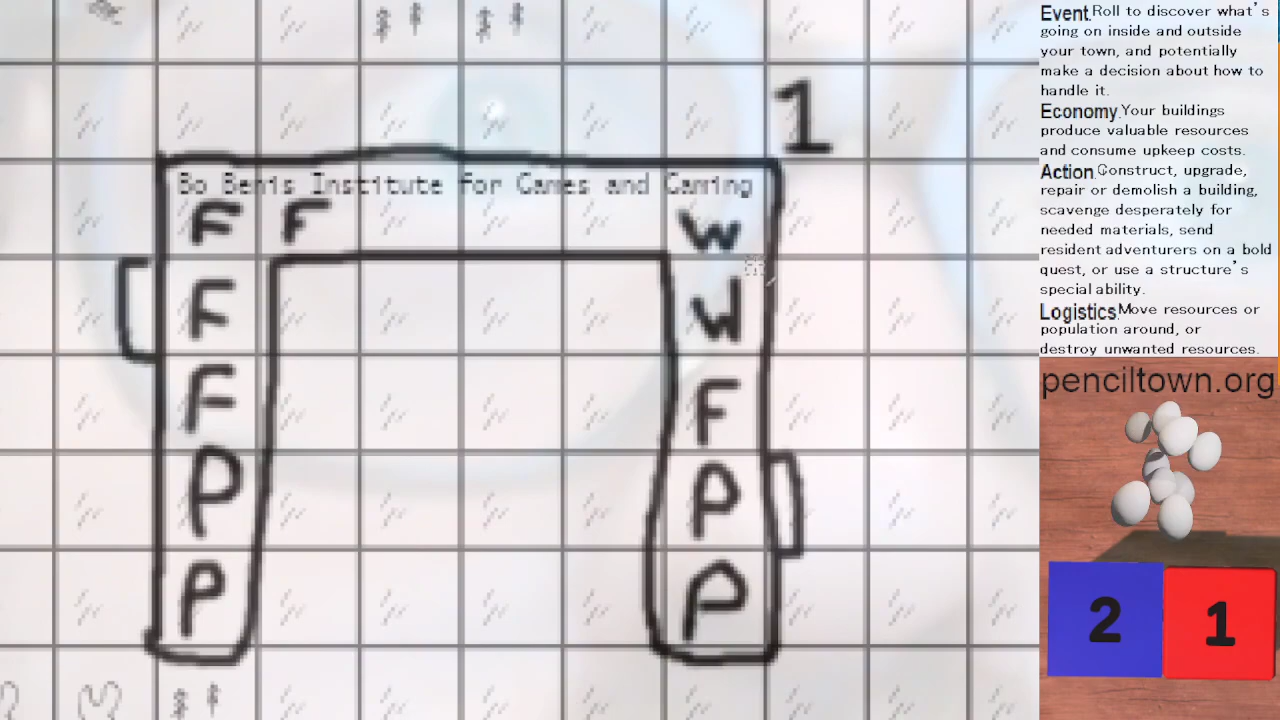 1
Bo Benis Institute for Games and Gaming
F F W
F W
F F
P P
P P
Event Roll to discover what's
going on inside and outside
your town, and potentially
make a decision about how to
handle it.
Economy Your buildings
produce valuable resources
and consume upkeep costs.
Action Construct, upgrade,
repair or demolish a building,
scavenge desperately for
needed materials, send
resident adventurers on a bold
quest, or use a structure's
special ability.
Logistics Move resources or
population around, or
destroy unwanted resources.
penciltown.org
2 1